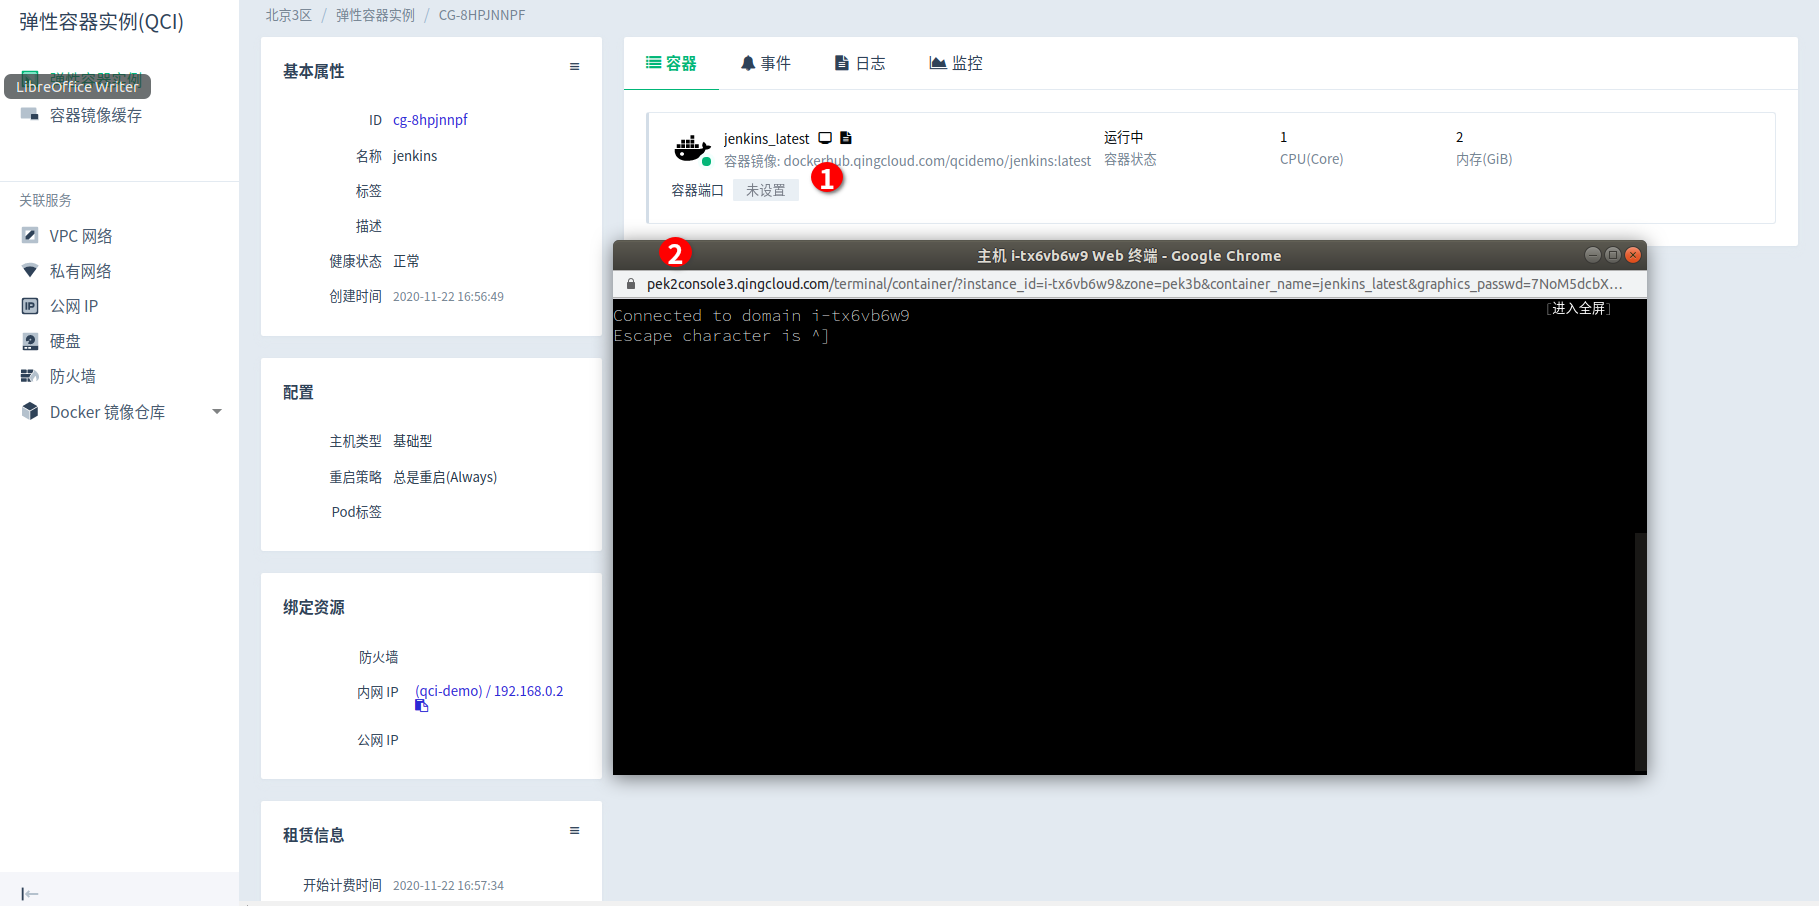 弹性容器实例(QCI)
弹性容器实例
LibreOffice Writer
容器镜像缓存
关联服务
VPC 网络
私有网络
公网 IP
硬盘
防火墙
Docker 镜像仓库
北京3区 / 弹性容器实例 / CG-8HPJNNPF
基本属性
ID cg-8hpjnnpf
名称 jenkins
标签
描述
健康状态 正常
创建时间 2020-11-22 16:56:49
配置
主机类型 基础型
重启策略 总是重启(Always)
Pod标签
绑定资源
防火墙
内网 IP (qci-demo) / 192.168.0.2
公网 IP
租赁信息
开始计费时间 2020-11-22 16:57:34
容器 事件 日志 监控
jenkins_latest
容器镜像: dockerhub.qingcloud.com/qcidemo/jenkins:latest
运行中
容器状态
1
CPU(Core)
2
内存(GiB)
容器端口 未设置
1
2
主机 i-tx6vb6w9 Web 终端 - Google Chrome
pek2console3.qingcloud.com/terminal/container/?instance_id=i-tx6vb6w9&zone=pek3b&container_name=jenkins_latest&graphics_passwd=7NoM5dcbX...
[进入全屏]
Connected to domain i-tx6vb6w9
Escape character is ^]